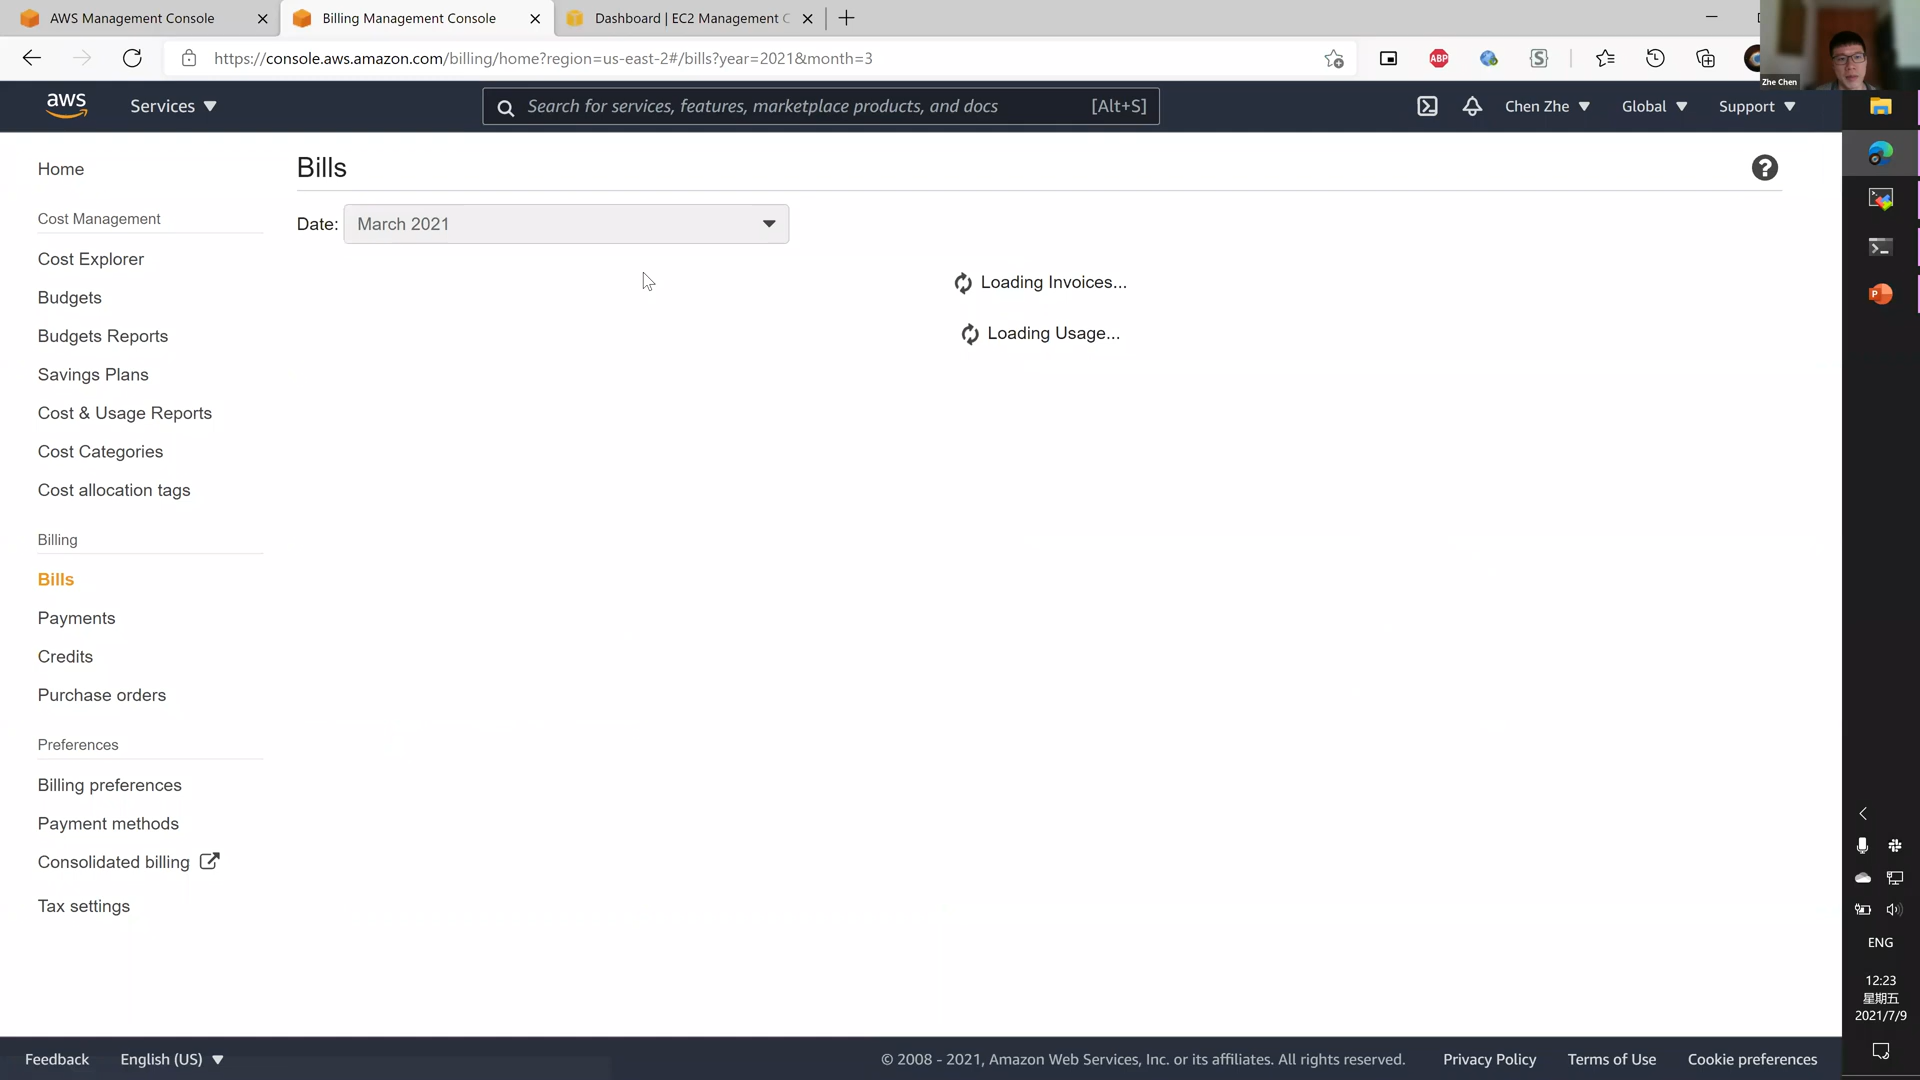 AWS Management Console
Billing Management Console
Dashboard | EC2 Management C
https://console.aws.amazon.com/billing/home?region=us-east-2#/bills?year=2021&month=3
ABP
Zhe Chen
aws
Services
Search for services, features, marketplace products, and docs
[Alt+S]
Chen Zhe
Global
Support
Home
Cost Management
Cost Explorer
Budgets
Budgets Reports
Savings Plans
Cost & Usage Reports
Cost Categories
Cost allocation tags
Billing
Bills
Payments
Credits
Purchase orders
Preferences
Billing preferences
Payment methods
Consolidated billing
Tax settings
Bills
Date:
March 2021
Loading Invoices...
Loading Usage...
ENG
12:23
星期五
2021/7/9
Feedback
English (US)
© 2008 - 2021, Amazon Web Services, Inc. or its affiliates. All rights reserved.
Privacy Policy
Terms of Use
Cookie preferences